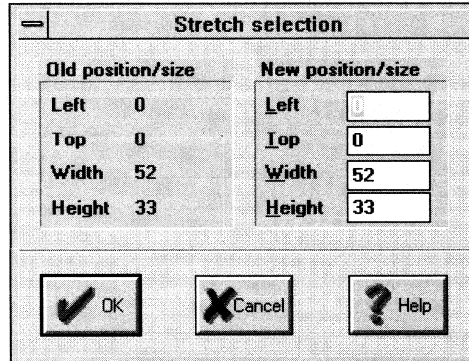 Stretch selection
Old position/size New position/size
Left 0 Left 0
Top 0 Top 0
Width 52 Width 52
Height 33 Height 33
OK Cancel Help